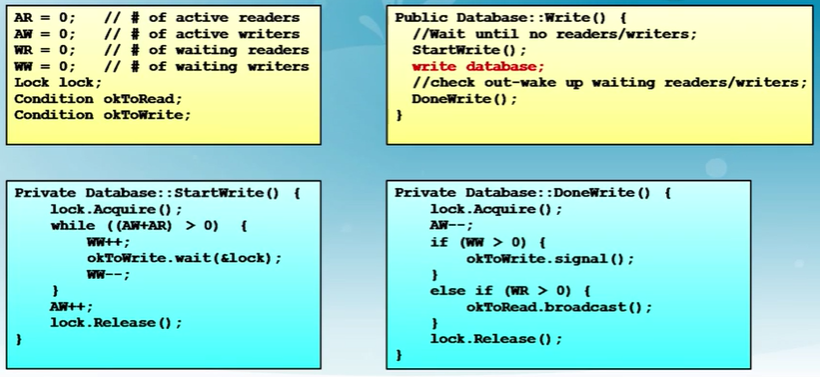 AR = 0;   // # of active readers
AW = 0;   // # of active writers
WR = 0;   // # of waiting readers
WW = 0;   // # of waiting writers
Lock lock;
Condition okToRead;
Condition okToWrite;
Public Database::Write() {
  //Wait until no readers/writers;
  StartWrite();
  write database;
  //check out-wake up waiting readers/writers;
  DoneWrite();
}
Private Database::StartWrite() {
    lock.Acquire();
    while ((AW+AR) > 0)  {
        WW++;
        okToWrite.wait(&lock);
        WW--;
    }
    AW++;
    lock.Release();
}
Private Database::DoneWrite() {
    lock.Acquire();
    AW--;
    if (WW > 0) {
        okToWrite.signal();
    }
    else if (WR > 0) {
        okToRead.broadcast();
    }
    lock.Release();
}